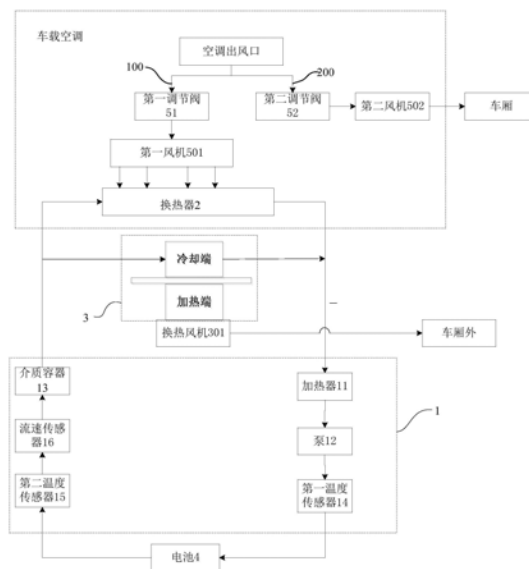 车载空调
空调出风口
100
200
第一调节阀
51
第二调节阀
52
第二风机502
车厢
第一风机501
换热器2
冷却端
加热端
3
换热风机301
车厢外
介质容器
13
加热器11
1
流速传感
器16
泵12
第二温度
传感器15
第一温度
传感器14
电池4